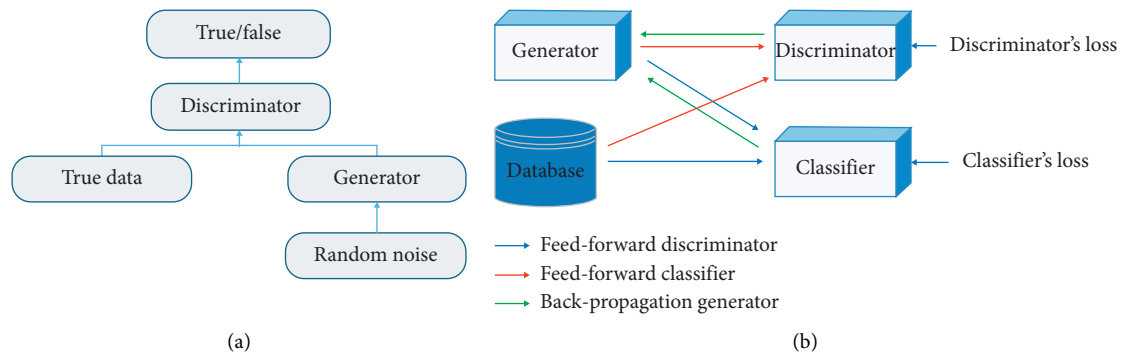 True/false
Discriminator
True data
Generator
Random noise
(a)
Generator
Discriminator
Discriminator's loss
Database
Classifier
Classifier's loss
Feed-forward discriminator
Feed-forward classifier
Back-propagation generator
(b)